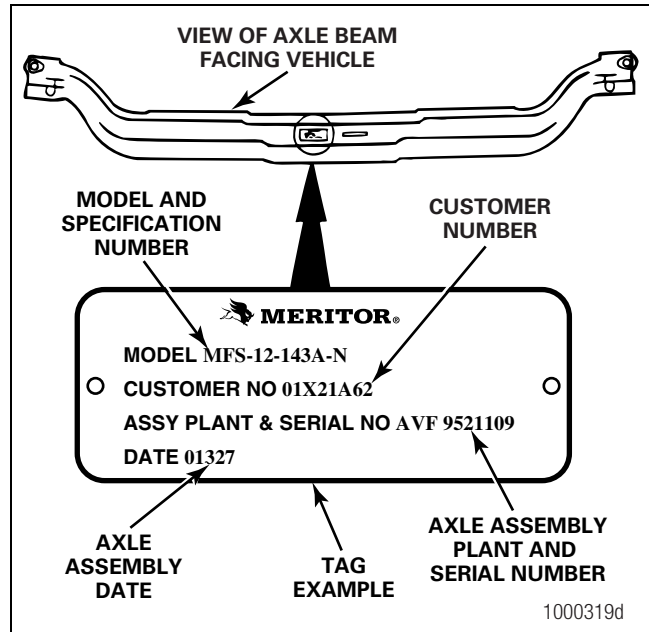 VIEW OF AXLE BEAM
FACING VEHICLE
MODEL AND
SPECIFICATION
NUMBER
CUSTOMER
NUMBER
MERITOR®
MODEL MFS-12-143A-N
CUSTOMER NO 01X21A62
ASSY PLANT & SERIAL NO AVF 9521109
DATE 01327
AXLE
ASSEMBLY
DATE
TAG
EXAMPLE
AXLE ASSEMBLY
PLANT AND
SERIAL NUMBER
1000319d